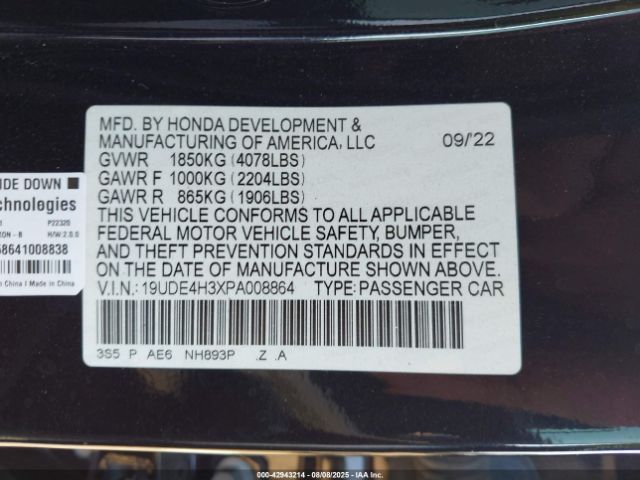 MFD. BY HONDA DEVELOPMENT &
MANUFACTURING OF AMERICA, LLC 09/'22
GVWR 1850KG (4078LBS)
GAWR F 1000KG (2204LBS)
GAWR R 865KG (1906LBS)
THIS VEHICLE CONFORMS TO ALL APPLICABLE
FEDERAL MOTOR VEHICLE SAFETY, BUMPER,
AND THEFT PREVENTION STANDARDS IN EFFECT
ON THE DATE OF MANUFACTURE SHOWN ABOVE.
V.I.N.: 19UDE4H3XPA008864 TYPE: PASSENGER CAR
3S5 P AE6 NH893P .Z .A
IDE DOWN
chnologies
P22320
H/W:2.0.0
58641008838
China / Made in China
000-42943214 - 08/08/2025 - IAA Inc.